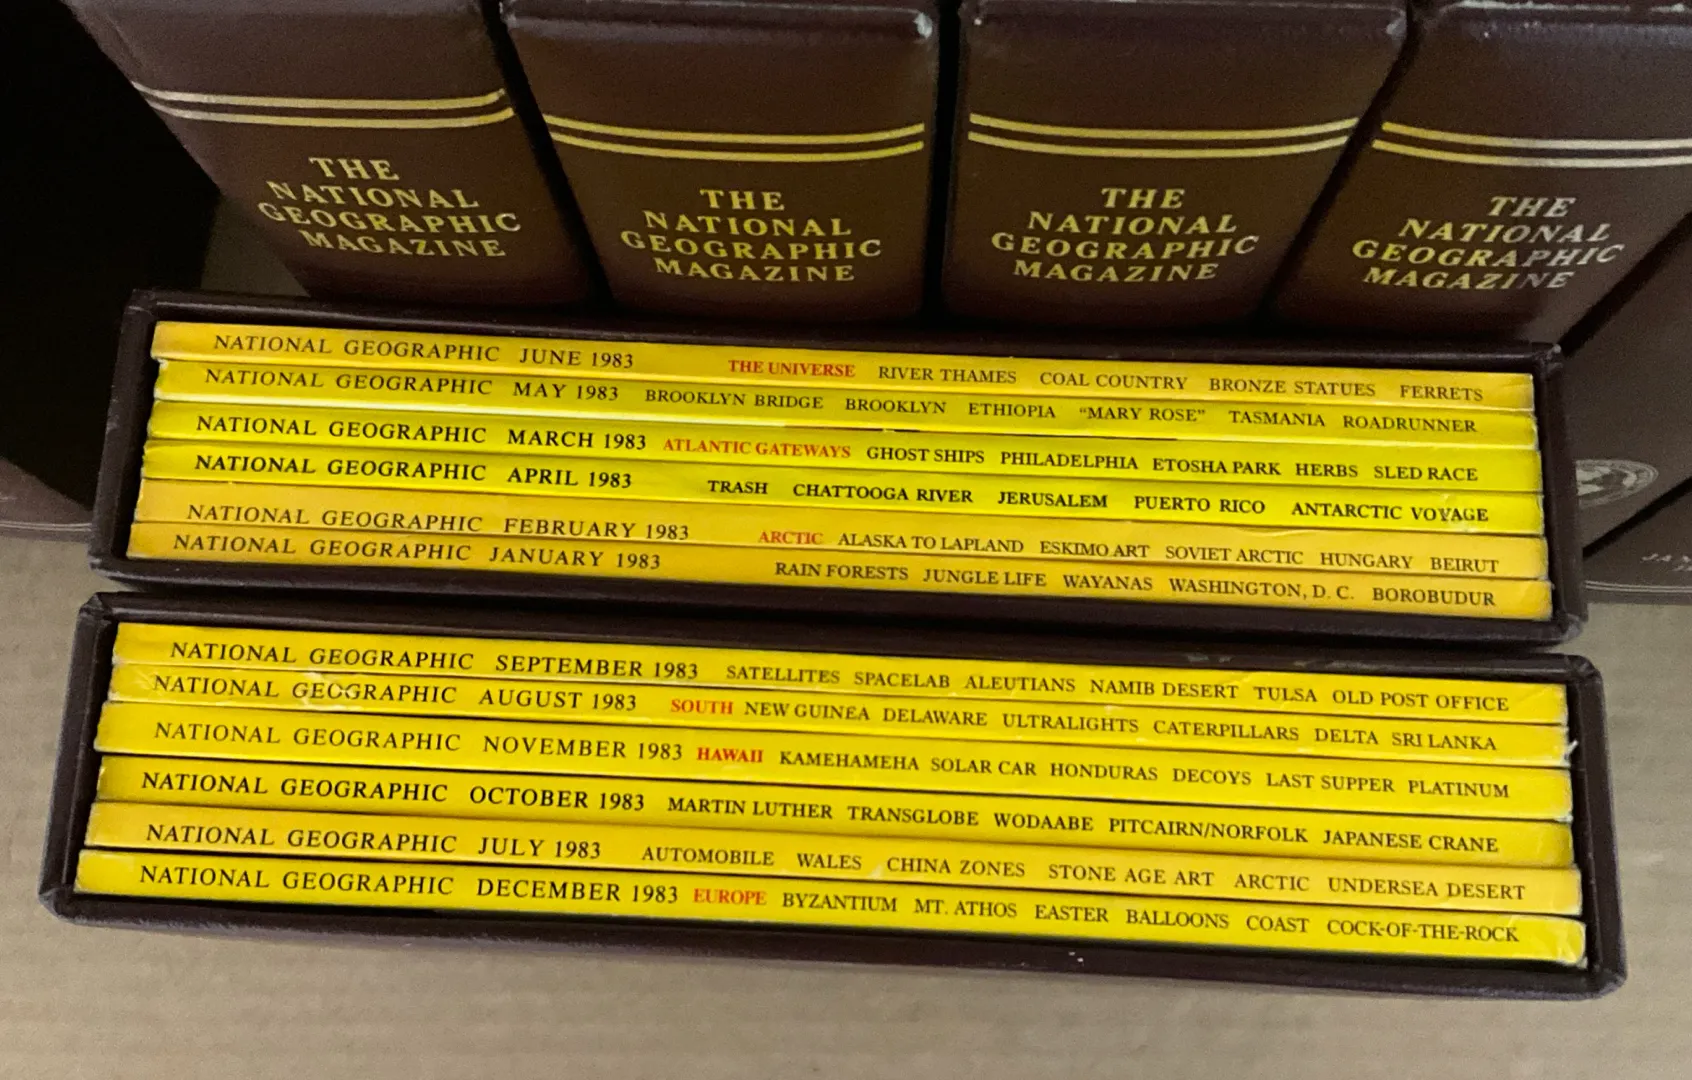 THE
NATIONAL
GEOGRAPHIC
MAGAZINE
THE
NATIONAL
GEOGRAPHIC
MAGAZINE
THE
NATIONAL
GEOGRAPHIC
MAGAZINE
THE
NATIONAL
GEOGRAPHIC
MAGAZINE
NATIONAL GEOGRAPHIC JUNE 1983 THE UNIVERSE RIVER THAMES COAL COUNTRY BRONZE STATUES FERRETS
NATIONAL GEOGRAPHIC MAY 1983 BROOKLYN BRIDGE BROOKLYN ETHIOPIA “MARY ROSE” TASMANIA ROADRUNNER
NATIONAL GEOGRAPHIC MARCH 1983 ATLANTIC GATEWAYS GHOST SHIPS PHILADELPHIA ETOSHA PARK HERBS SLED RACE
NATIONAL GEOGRAPHIC APRIL 1983 TRASH CHATTOOGA RIVER JERUSALEM PUERTO RICO ANTARCTIC VOYAGE
NATIONAL GEOGRAPHIC FEBRUARY 1983 ARCTIC ALASKA TO LAPLAND ESKIMO ART SOVIET ARCTIC HUNGARY BEIRUT
NATIONAL GEOGRAPHIC JANUARY 1983 RAIN FORESTS JUNGLE LIFE WAYANAS WASHINGTON, D. C. BOROBUDUR
NATIONAL GEOGRAPHIC SEPTEMBER 1983 SATELLITES SPACELAB ALEUTIANS NAMIB DESERT TULSA OLD POST OFFICE
NATIONAL GEOGRAPHIC AUGUST 1983 SOUTH NEW GUINEA DELAWARE ULTRALIGHTS CATERPILLARS DELTA SRI LANKA
NATIONAL GEOGRAPHIC NOVEMBER 1983 HAWAII KAMEHAMEHA SOLAR CAR HONDURAS DECOYS LAST SUPPER PLATINUM
NATIONAL GEOGRAPHIC OCTOBER 1983 MARTIN LUTHER TRANSGLOBE WODAABE PITCAIRN/NORFOLK JAPANESE CRANE
NATIONAL GEOGRAPHIC JULY 1983 AUTOMOBILE WALES CHINA ZONES STONE AGE ART ARCTIC UNDERSEA DESERT
NATIONAL GEOGRAPHIC DECEMBER 1983 EUROPE BYZANTIUM MT. ATHOS EASTER BALLOONS COAST COCK-OF-THE-ROCK